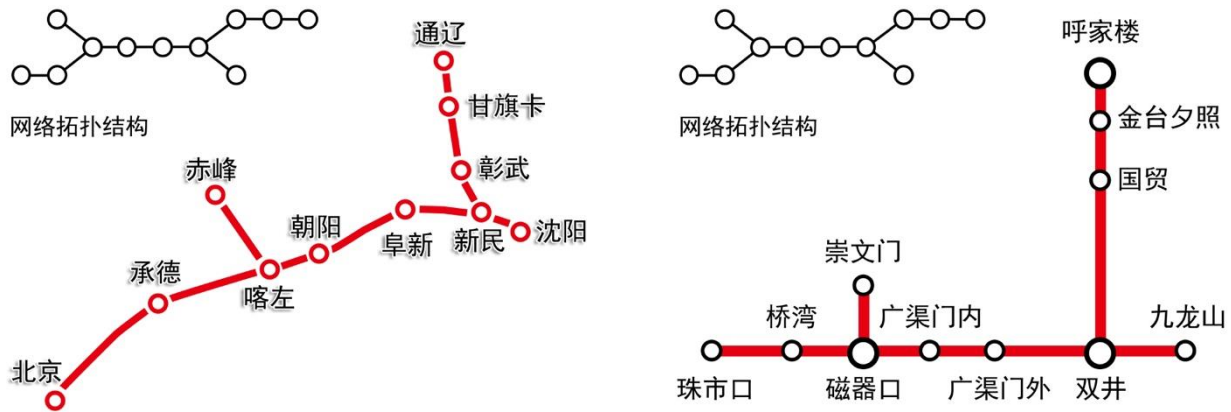 网络拓扑结构
通辽
甘旗卡
彰武
赤峰
朝阳
阜新
新民
沈阳
承德
喀左
北京
网络拓扑结构
呼家楼
金台夕照
国贸
崇文门
桥湾
广渠门内
九龙山
珠市口
磁器口
广渠门外
双井